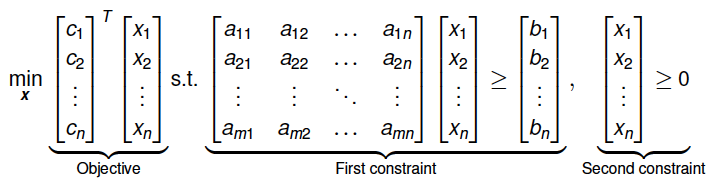 min x [c1 c2 ⋮ cn]^T [x1 x2 ⋮ xn] s.t. [a11 a12 … a1n a21 a22 … a2n ⋮ ⋮ ⋱ ⋮ am1 am2 … amn] [x1 x2 ⋮ xn] ≥ [b1 b2 ⋮ bn] , [x1 x2 ⋮ xn] ≥ 0
Objective First constraint Second constraint